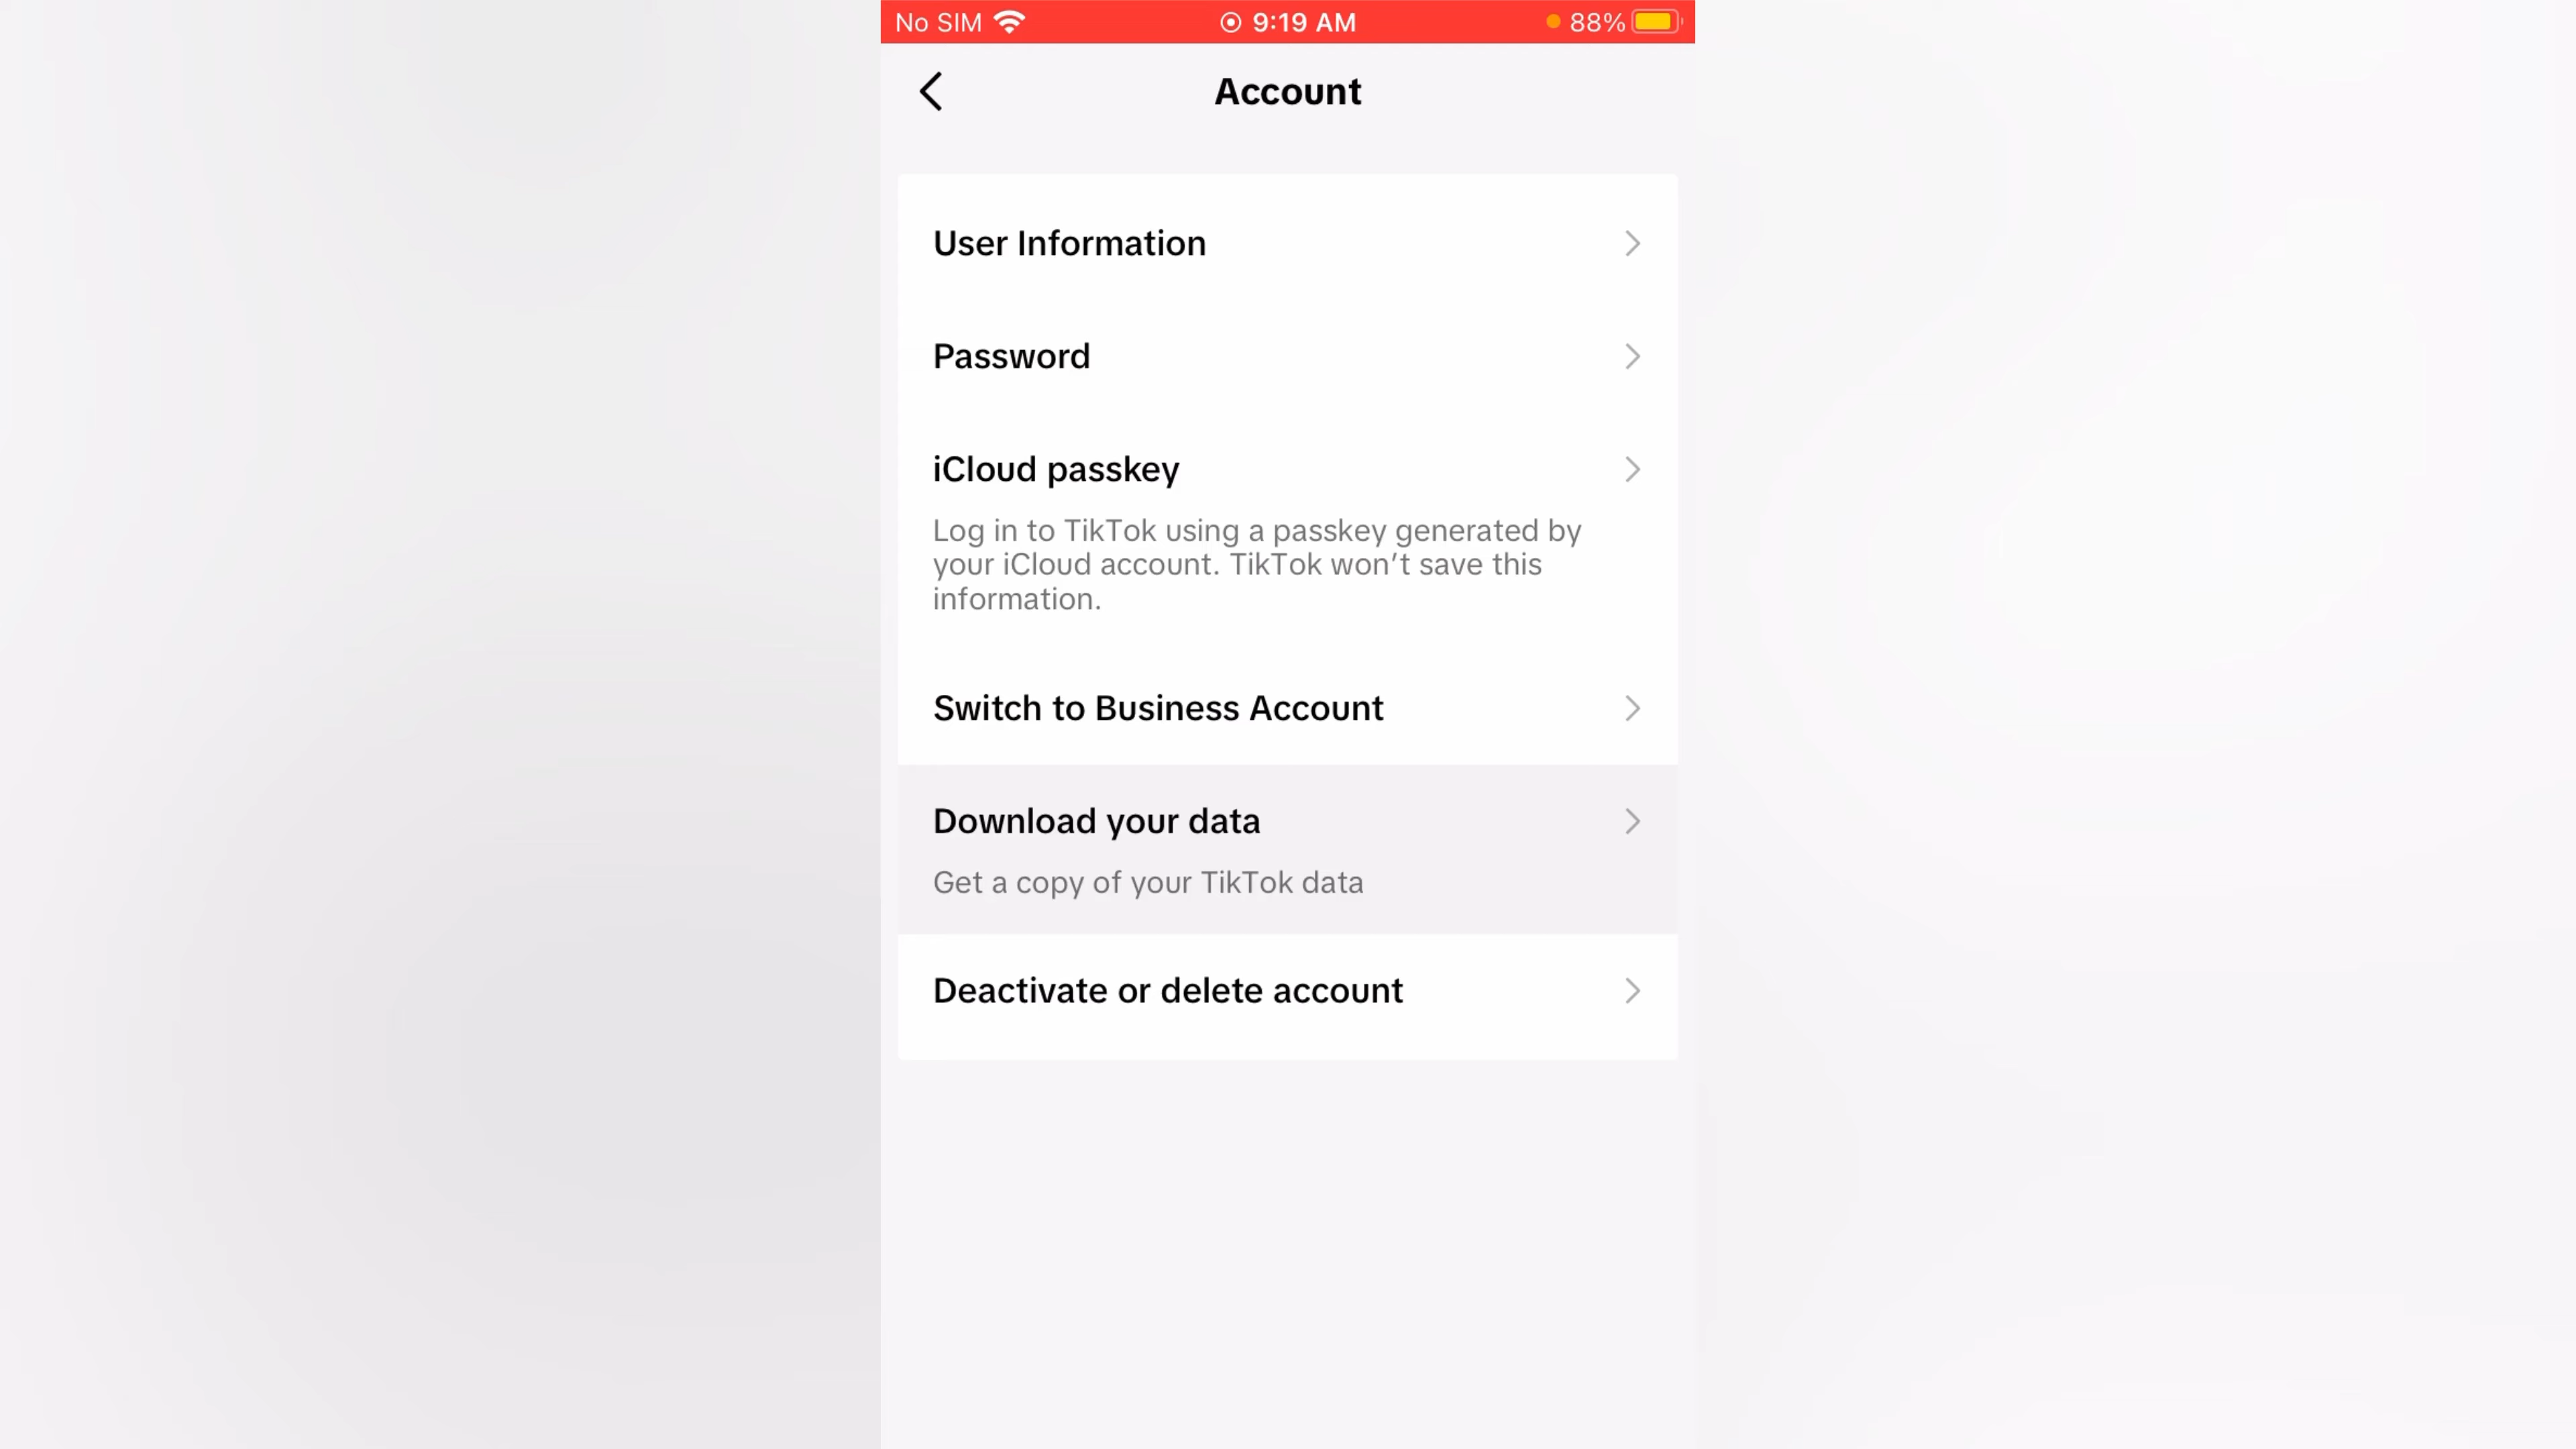 No SIM 9:19 AM 88%
Account
User Information
Password
iCloud passkey
Log in to TikTok using a passkey generated by
your iCloud account. TikTok won’t save this
information.
Switch to Business Account
Download your data
Get a copy of your TikTok data
Deactivate or delete account